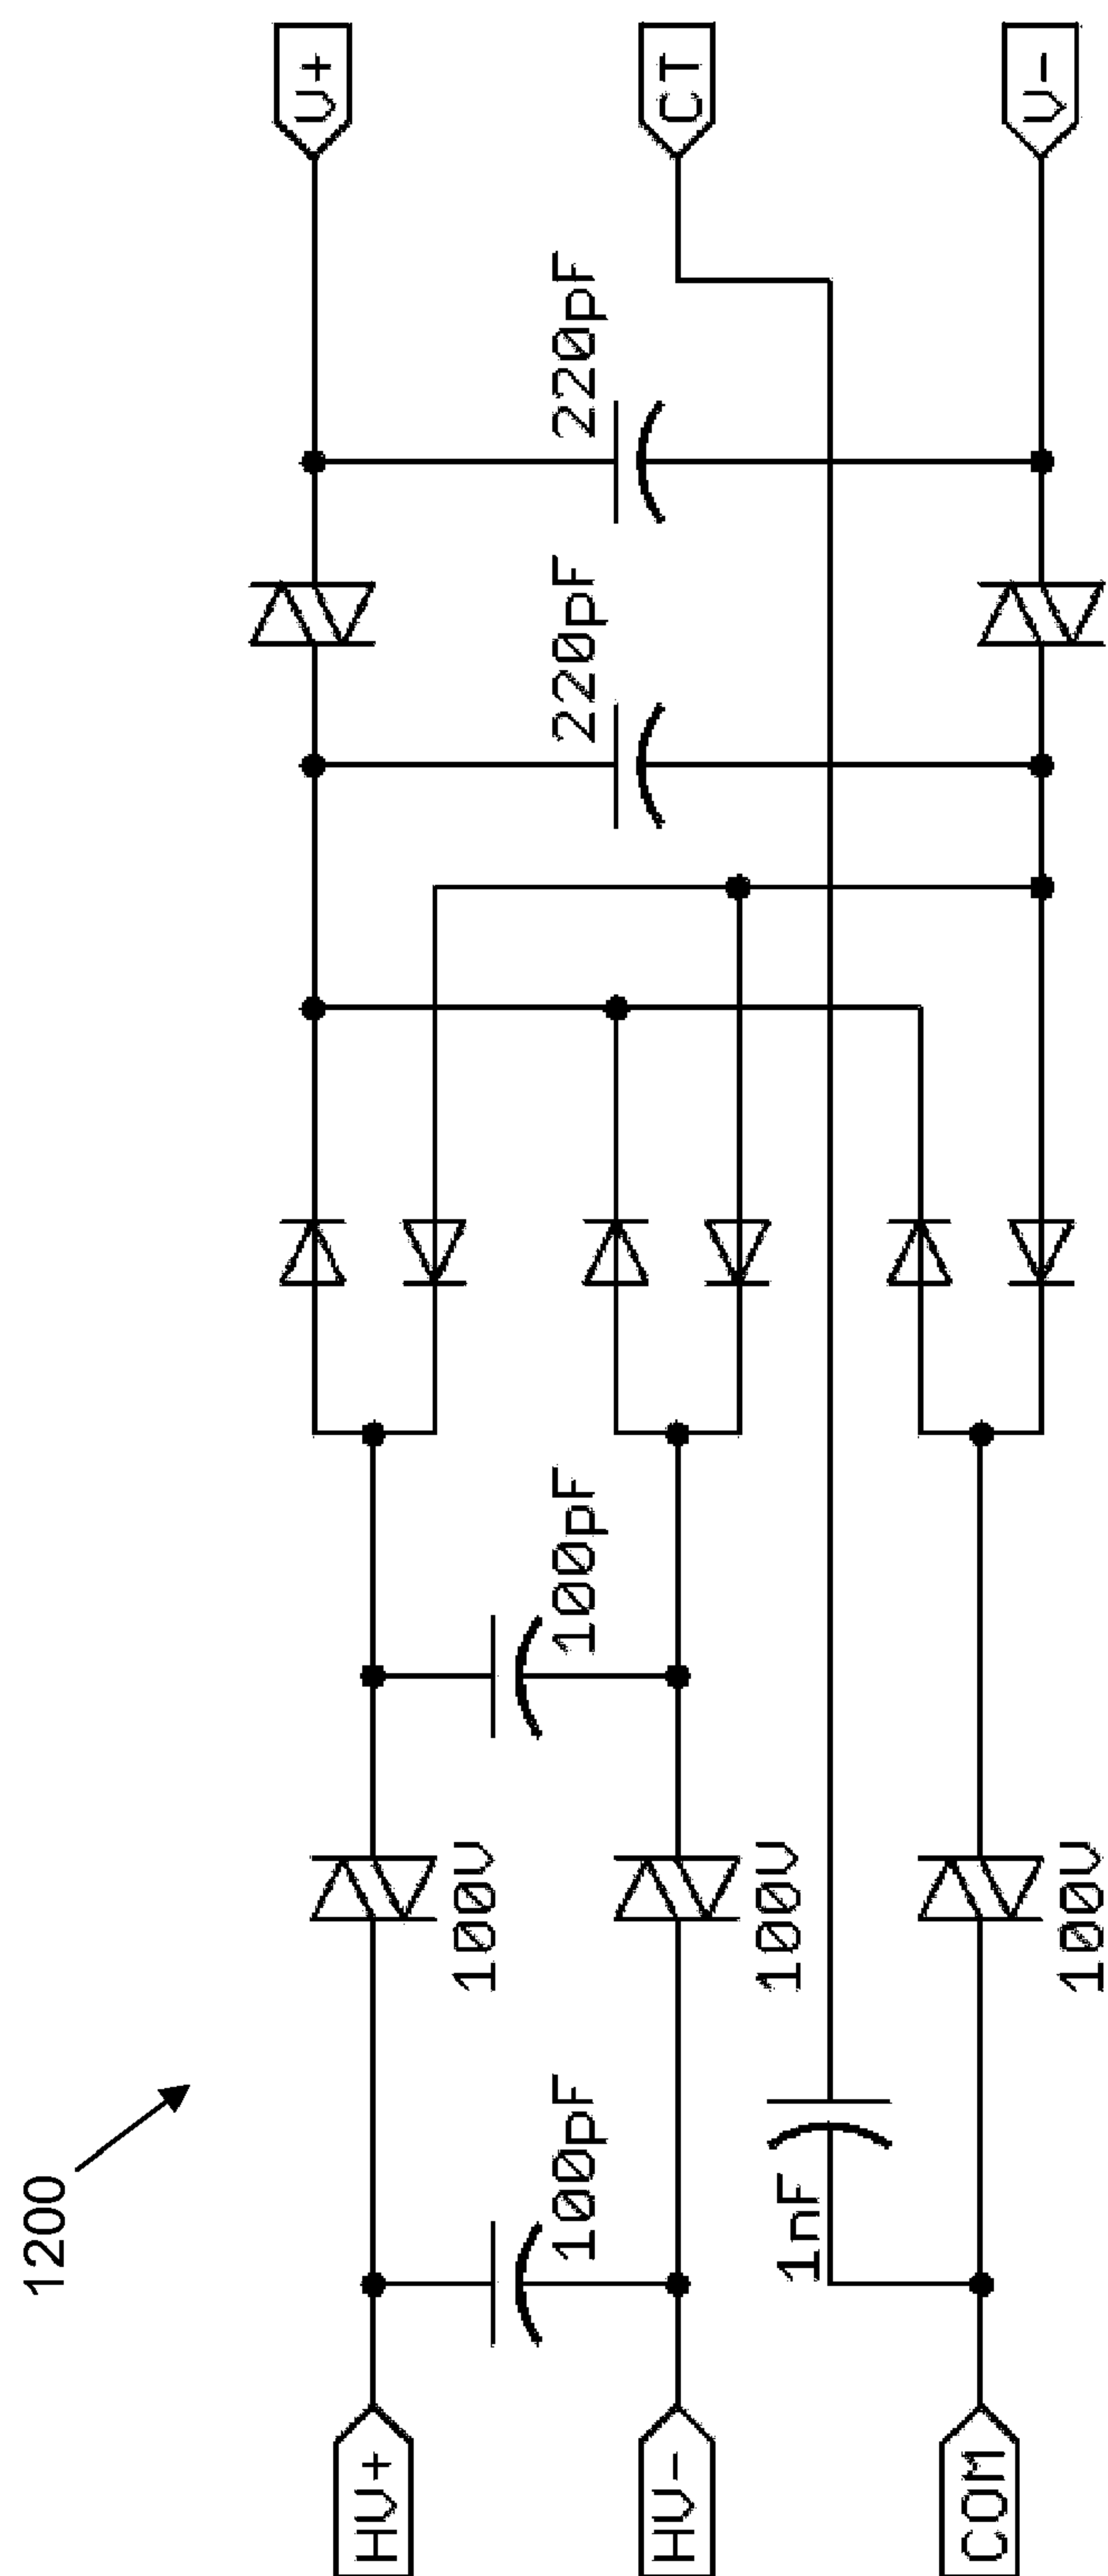 1200
HV+
HV-
COM
100pF
1nF
100V
100V
100V
100pF
220pF
220pF
V+
CT
V-